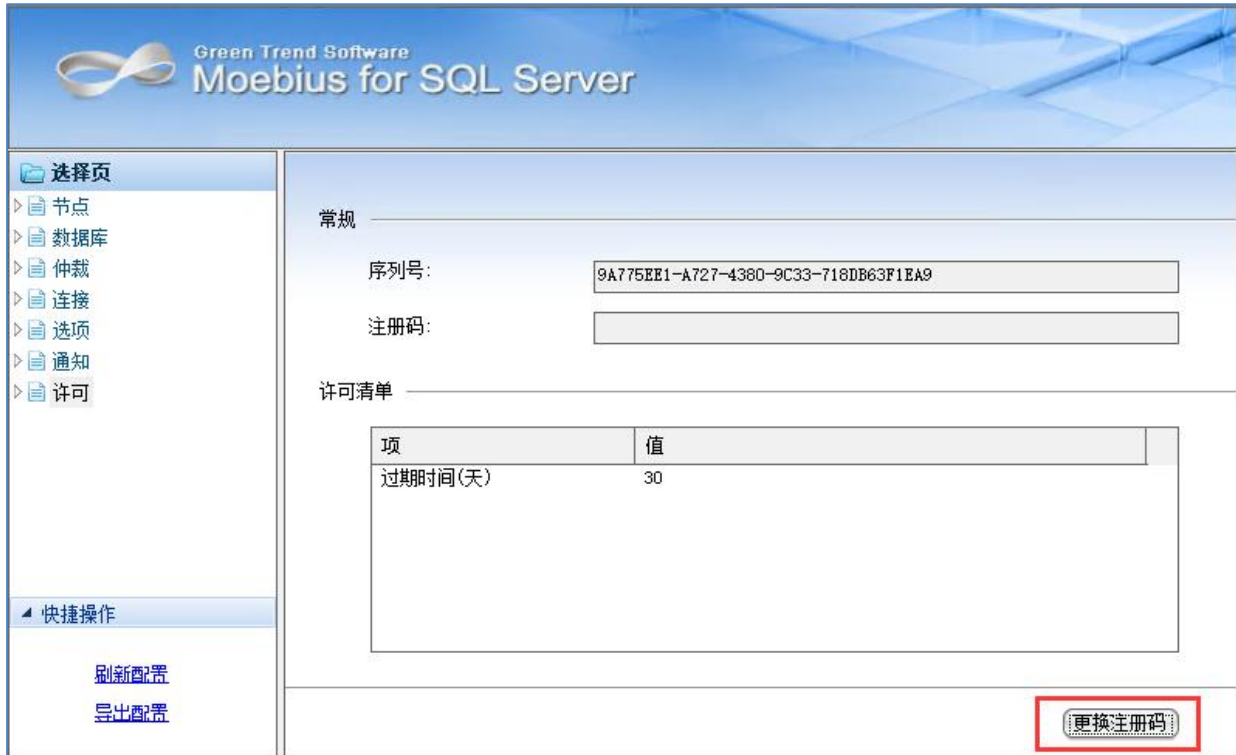 Green Trend Software
Moebius for SQL Server
选择页
节点
数据库
仲裁
连接
选项
通知
许可
快捷操作
刷新配置
导出配置
常规
序列号:
9A775EE1-A727-4380-9C33-718DB63F1EA9
注册码:
许可清单
项 值
过期时间(天) 30
更换注册码